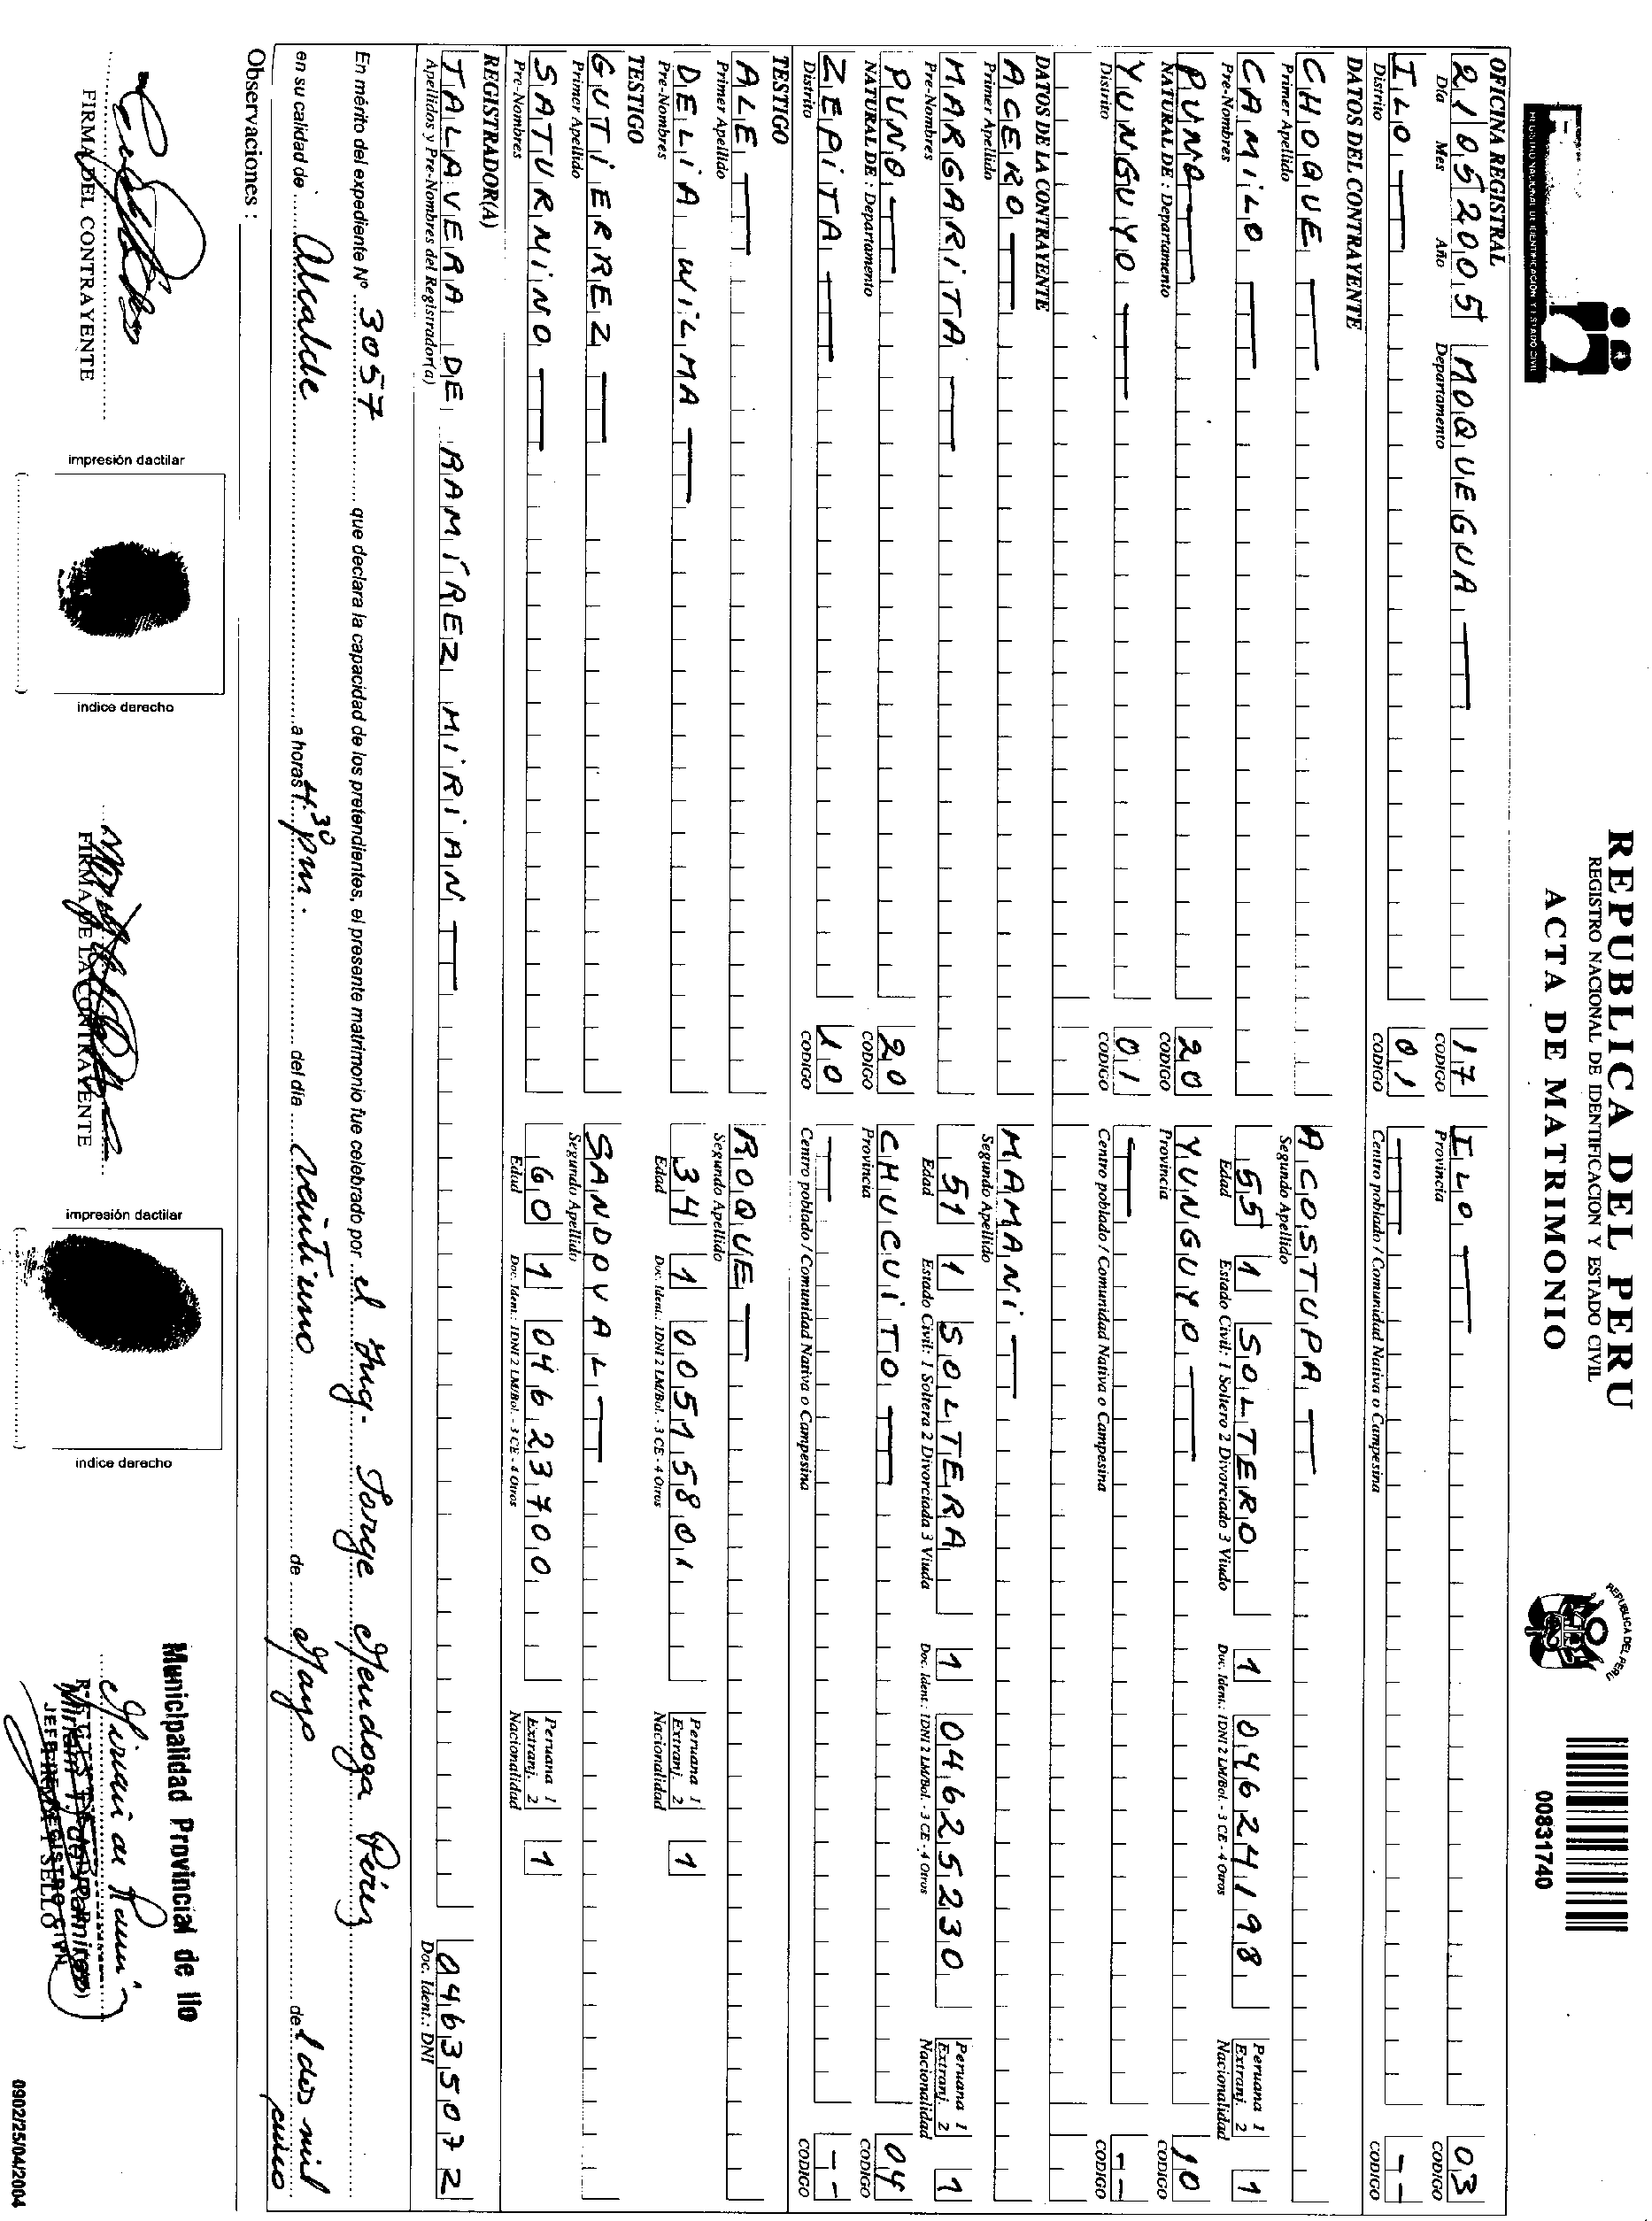 REPUBLICA DEL PERU
REGISTRO NACIONAL DE IDENTIFICACION Y ESTADO CIVIL
ACTA DE MATRIMONIO
REGISTRO NACIONAL DE IDENTIFICACION Y ESTADO CIVIL
REPUBLICA DEL PERU
00831740
OFICINA REGISTRAL
21 05 2005 MOQUEGUA 17 ILO 03
Día Mes Año Departamento CODIGO Provincia CODIGO
ILO 01 --
Distrito CODIGO Centro poblado / Comunidad Nativa o Campesina CODIGO
DATOS DEL CONTRAYENTE
CHOQUE ACOSTUPA
Primer Apellido Segundo Apellido
CAMiLO 55 1 SOLTERO 1 04624198 Peruana 1 Extranj. 2 1
Pre-Nombres Edad Estado Civil: 1 Soltero 2 Divorciado 3 Viudo Doc. Ident.: 1DNI 2 LM/Bol. - 3 CE - 4 Otros Nacionalidad
PUNO 20 YUNGUYO 10
NATURAL DE : Departamento CODIGO Provincia CODIGO
YUNGUYO 01 --
Distrito CODIGO Centro poblado / Comunidad Nativa o Campesina CODIGO
DATOS DE LA CONTRAYENTE
ACERO MAMANi
Primer Apellido Segundo Apellido
MARGARiTA 51 1 SOLTERA 1 04625230 Peruana 1 Extranj. 2 1
Pre-Nombres Edad Estado Civil: 1 Soltera 2 Divorciada 3 Viuda Doc. Ident.: 1DNI 2 LM/Bol. - 3 CE - 4 Otros Nacionalidad
PUNO 20 CHUCUiTO 04
NATURAL DE : Departamento CODIGO Provincia CODIGO
ZEPiTA 10 --
Distrito CODIGO Centro poblado / Comunidad Nativa o Campesina CODIGO
TESTIGO
ALE ROQUE
Primer Apellido Segundo Apellido
DELiA WiLMA 34 1 00515801 Peruana 1 Extranj. 2 1
Pre-Nombres Edad Doc. Ident.: 1DNI 2 LM/Bol. - 3 CE - 4 Otros Nacionalidad
TESTIGO
GUTiERREZ SANDOVAL
Primer Apellido Segundo Apellido
SATURNiNO 60 1 04623700 Peruana 1 Extranj. 2 1
Pre-Nombres Edad Doc. Ident.: 1DNI 2 LM/Bol. - 3 CE - 4 Otros Nacionalidad
REGISTRADOR(A)
TALAVERA DE RAMÍREZ MiRiAN 04635072
Apellidos y Pre-Nombres del Registrador(a) Doc. Ident.: DNI
En mérito del expediente Nº 3057 que declara la capacidad de los pretendientes, el presente matrimonio fue celebrado por el Ing. Jorge Mendoza Pérez
en su calidad de Alcalde a horas 4:30 pm. del día veintiuno de Mayo del dos mil cinco
Observaciones :
FIRMA DEL CONTRAYENTE
impresión dactilar
indice derecho
FIRMA DE LA CONTRAYENTE
impresión dactilar
indice derecho
Municipalidad Provincial de Ilo
0902/25/04/2004